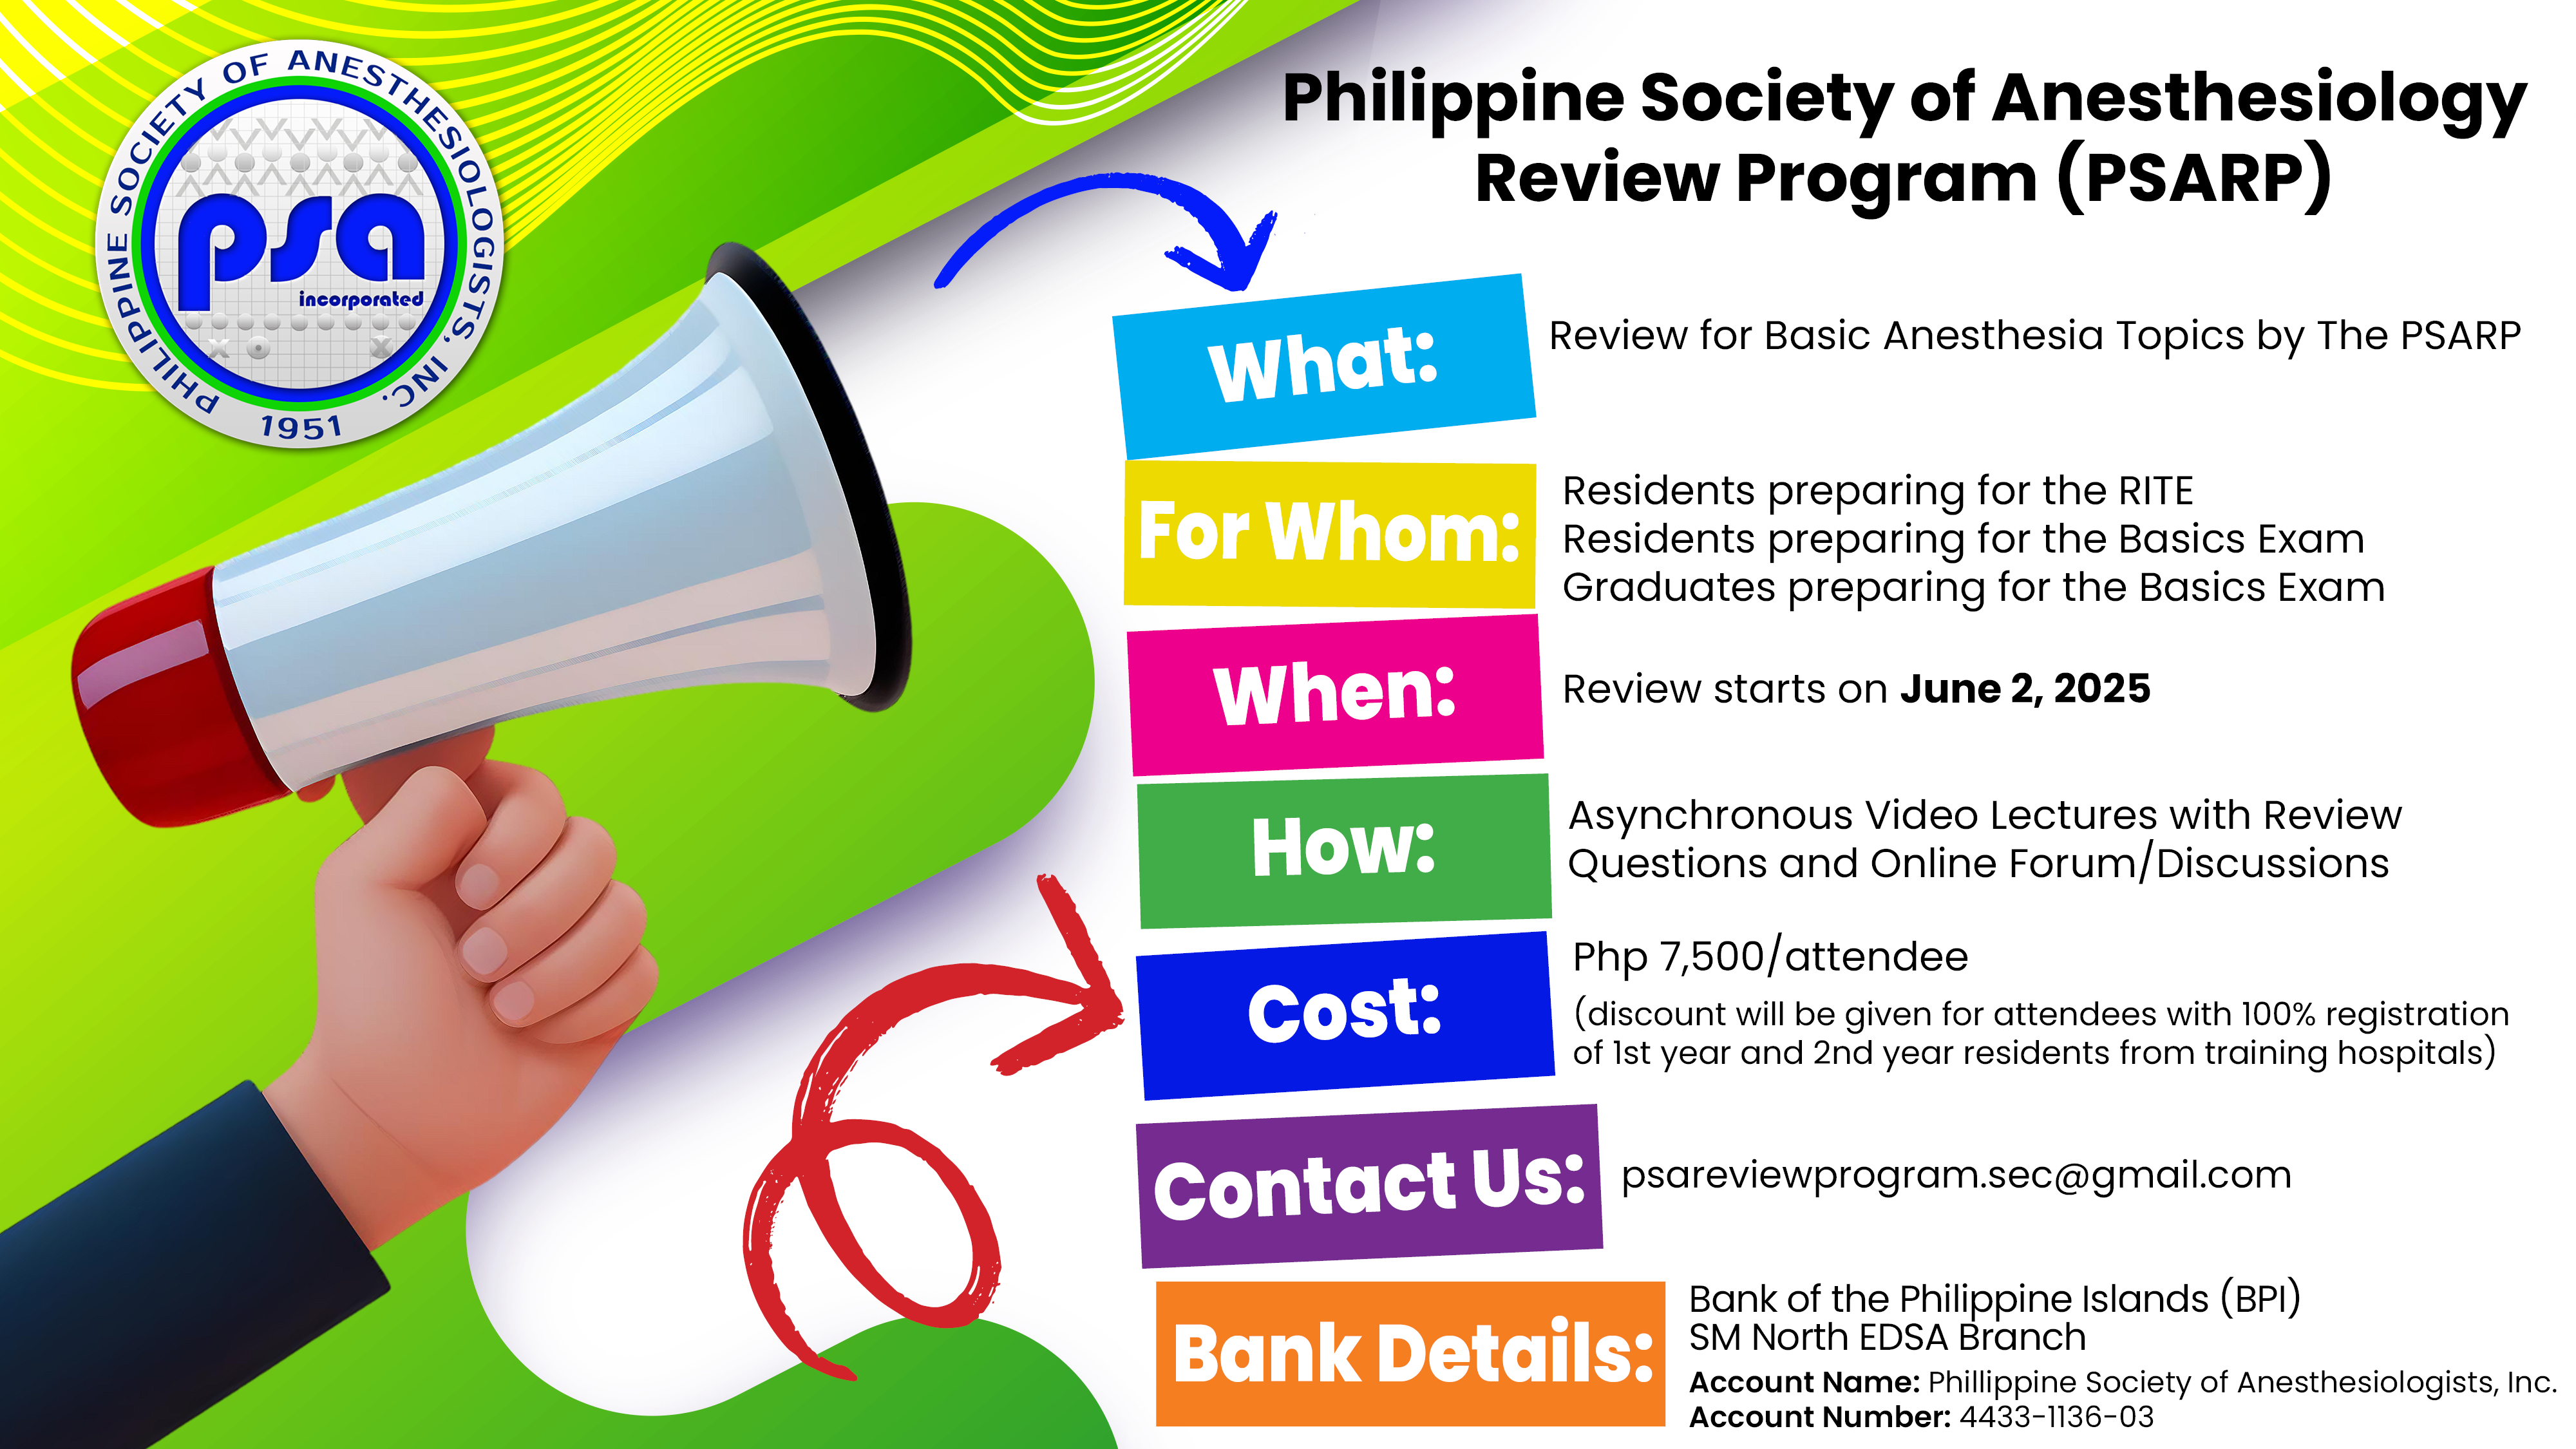 PHILIPPINE SOCIETY OF ANESTHESIOLOGISTS, INC.
psa
incorporated
1951
Philippine Society of Anesthesiology
Review Program (PSARP)
What:
Review for Basic Anesthesia Topics by The PSARP
For Whom:
Residents preparing for the RITE
Residents preparing for the Basics Exam
Graduates preparing for the Basics Exam
When:
Review starts on June 2, 2025
How:
Asynchronous Video Lectures with Review
Questions and Online Forum/Discussions
Cost:
Php 7,500/attendee
(discount will be given for attendees with 100% registration
of 1st year and 2nd year residents from training hospitals)
Contact Us:
psareviewprogram.sec@gmail.com
Bank Details:
Bank of the Philippine Islands (BPI)
SM North EDSA Branch
Account Name: Phillippine Society of Anesthesiologists, Inc.
Account Number: 4433-1136-03